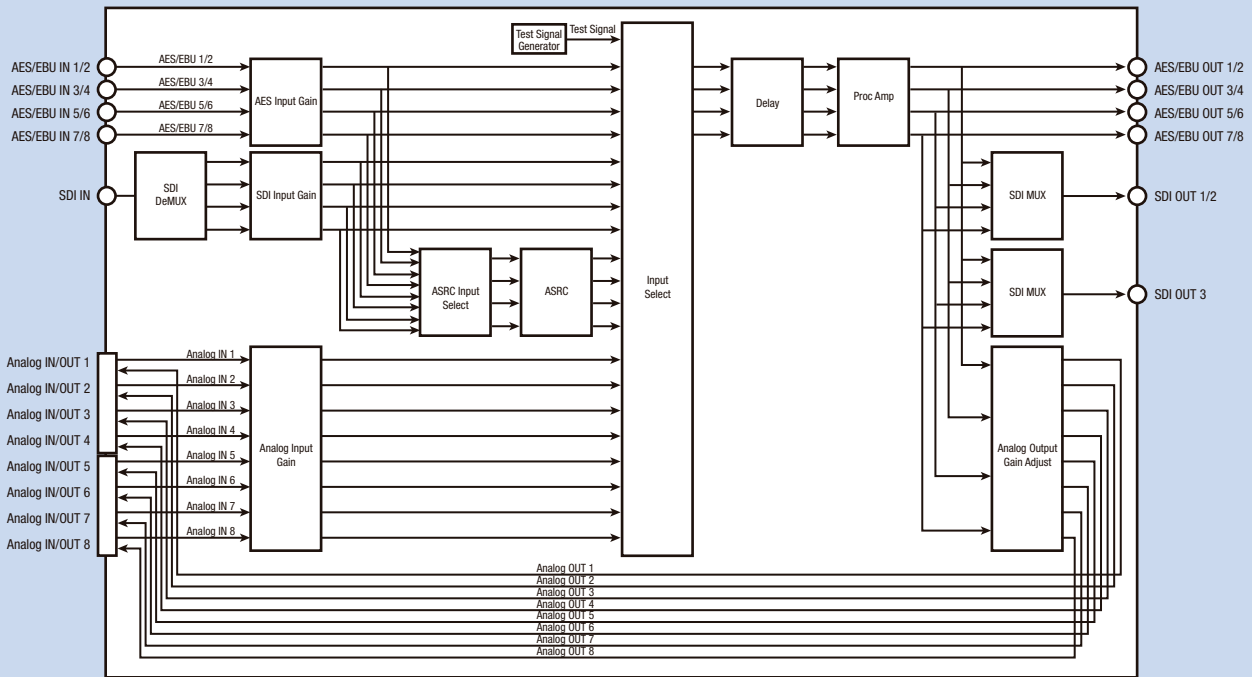 Test Signal
Generator
Test Signal
AES/EBU IN 1/2
AES/EBU IN 3/4
AES/EBU IN 5/6
AES/EBU IN 7/8
AES/EBU 1/2
AES/EBU 3/4
AES/EBU 5/6
AES/EBU 7/8
AES Input Gain
SDI IN
SDI
DeMUX
SDI Input Gain
ASRC Input
Select
ASRC
Input
Select
Delay
Proc Amp
AES/EBU OUT 1/2
AES/EBU OUT 3/4
AES/EBU OUT 5/6
AES/EBU OUT 7/8
SDI MUX
SDI OUT 1/2
SDI MUX
SDI OUT 3
Analog IN/OUT 1
Analog IN/OUT 2
Analog IN/OUT 3
Analog IN/OUT 4
Analog IN/OUT 5
Analog IN/OUT 6
Analog IN/OUT 7
Analog IN/OUT 8
Analog IN 1
Analog IN 2
Analog IN 3
Analog IN 4
Analog IN 5
Analog IN 6
Analog IN 7
Analog IN 8
Analog Input
Gain
Analog Output
Gain Adjust
Analog OUT 1
Analog OUT 2
Analog OUT 3
Analog OUT 4
Analog OUT 5
Analog OUT 6
Analog OUT 7
Analog OUT 8